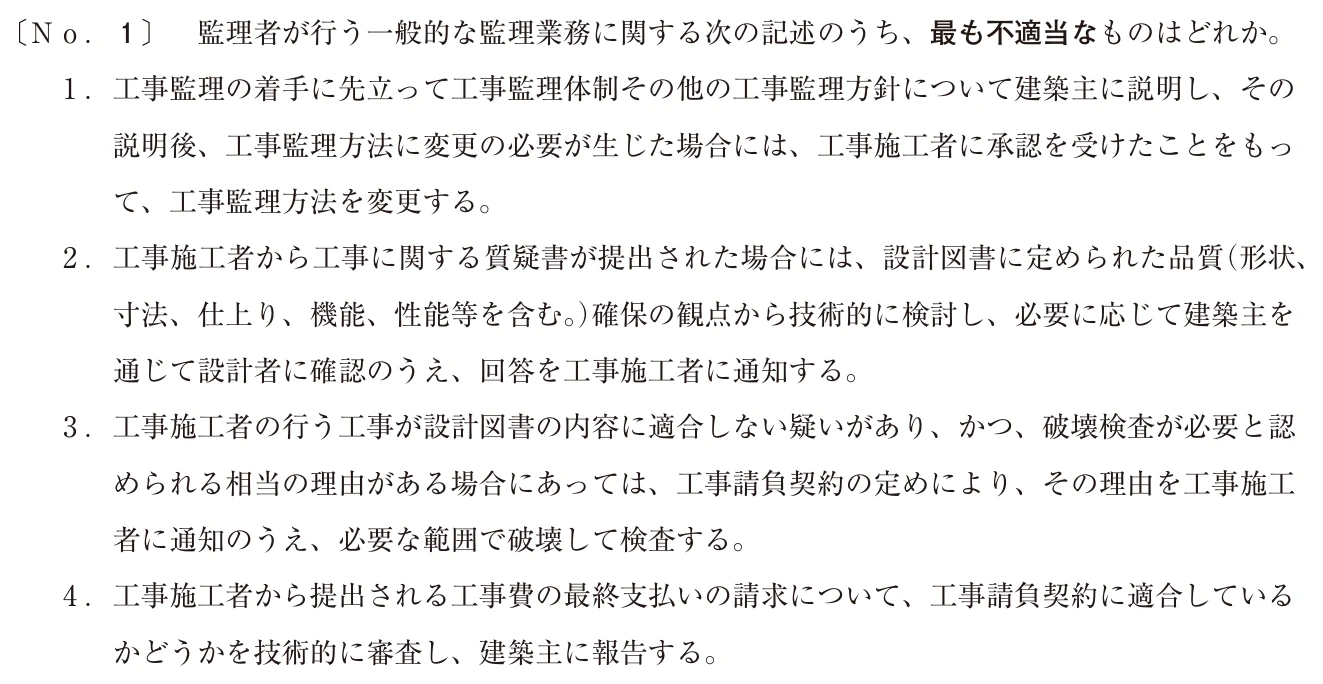 〔Ｎｏ．１〕 監理者が行う一般的な監理業務に関する次の記述のうち、最も不適当なものはどれか。
１．工事監理の着手に先立って工事監理体制その他の工事監理方針について建築主に説明し、その
説明後、工事監理方法に変更の必要が生じた場合には、工事施工者に承認を受けたことをもっ
て、工事監理方法を変更する。
２．工事施工者から工事に関する質疑書が提出された場合には、設計図書に定められた品質(形状、
寸法、仕上り、機能、性能等を含む。)確保の観点から技術的に検討し、必要に応じて建築主を
通じて設計者に確認のうえ、回答を工事施工者に通知する。
３．工事施工者の行う工事が設計図書の内容に適合しない疑いがあり、かつ、破壊検査が必要と認
められる相当の理由がある場合にあっては、工事請負契約の定めにより、その理由を工事施工
者に通知のうえ、必要な範囲で破壊して検査する。
４．工事施工者から提出される工事費の最終支払いの請求について、工事請負契約に適合している
かどうかを技術的に審査し、建築主に報告する。